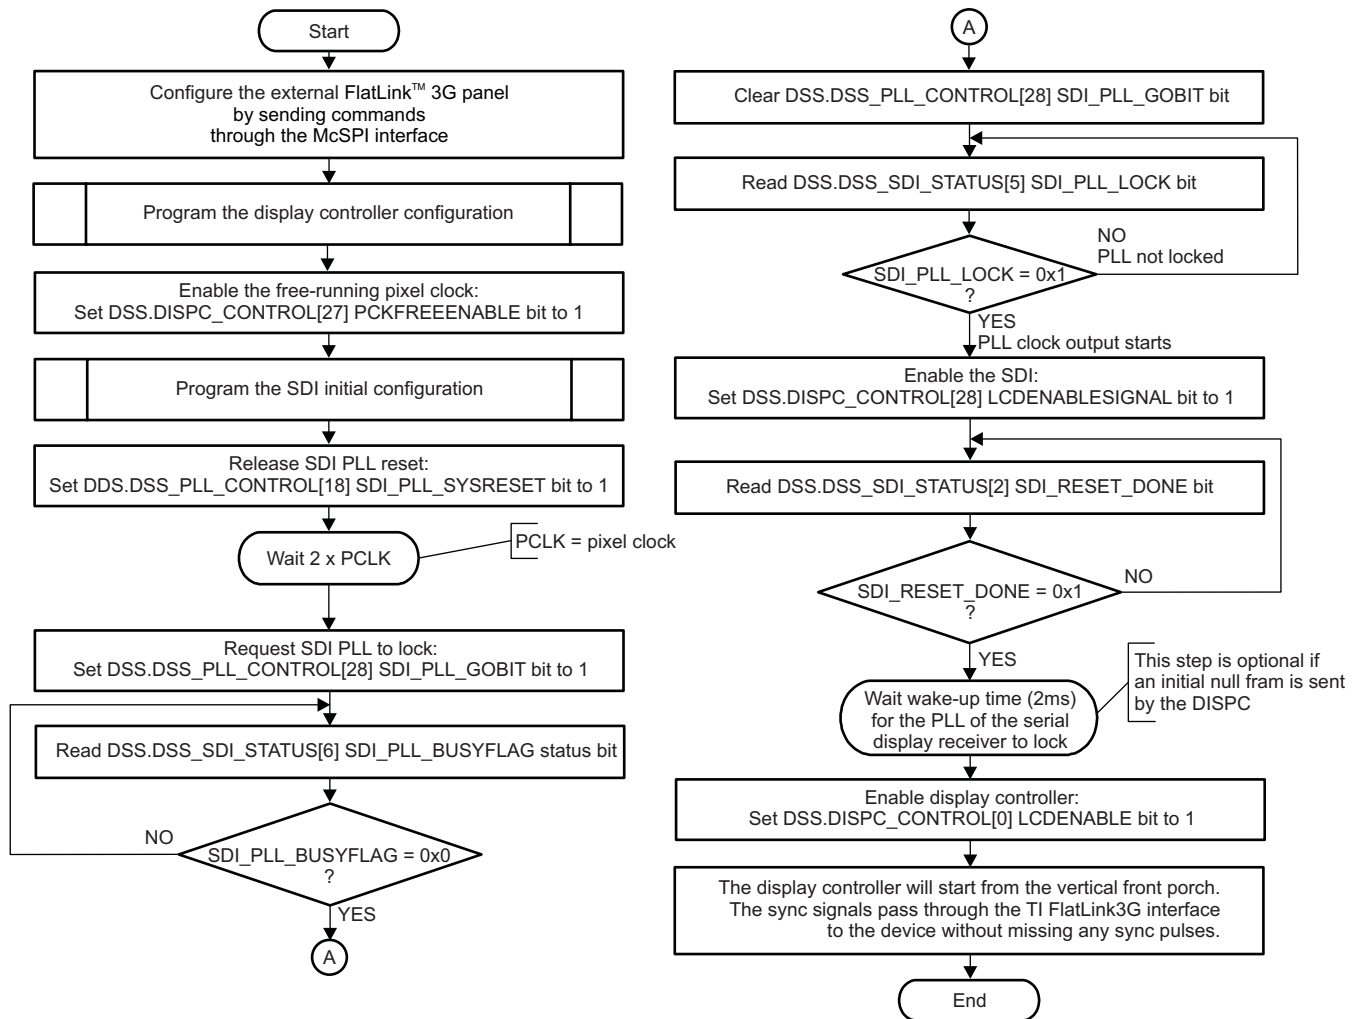 Start
Configure the external FlatLink™ 3G panel
by sending commands
through the McSPI interface
Program the display controller configuration
Enable the free-running pixel clock:
Set DSS.DISPC_CONTROL[27] PCKFREEENABLE bit to 1
Program the SDI initial configuration
Release SDI PLL reset:
Set DDS.DSS_PLL_CONTROL[18] SDI_PLL_SYSRESET bit to 1
Wait 2 x PCLK
PCLK = pixel clock
Request SDI PLL to lock:
Set DSS.DSS_PLL_CONTROL[28] SDI_PLL_GOBIT bit to 1
Read DSS.DSS_SDI_STATUS[6] SDI_PLL_BUSYFLAG status bit
NO
SDI_PLL_BUSYFLAG = 0x0
?
YES
A
A
Clear DSS.DSS_PLL_CONTROL[28] SDI_PLL_GOBIT bit
Read DSS.DSS_SDI_STATUS[5] SDI_PLL_LOCK bit
NO
PLL not locked
SDI_PLL_LOCK = 0x1
?
YES
PLL clock output starts
Enable the SDI:
Set DSS.DISPC_CONTROL[28] LCDENABLESIGNAL bit to 1
Read DSS.DSS_SDI_STATUS[2] SDI_RESET_DONE bit
NO
SDI_RESET_DONE = 0x1
?
YES
This step is optional if
an initial null fram is sent
by the DISPC
Wait wake-up time (2ms)
for the PLL of the serial
display receiver to lock
Enable display controller:
Set DSS.DISPC_CONTROL[0] LCDENABLE bit to 1
The display controller will start from the vertical front porch.
The sync signals pass through the TI FlatLink3G interface
to the device without missing any sync pulses.
End